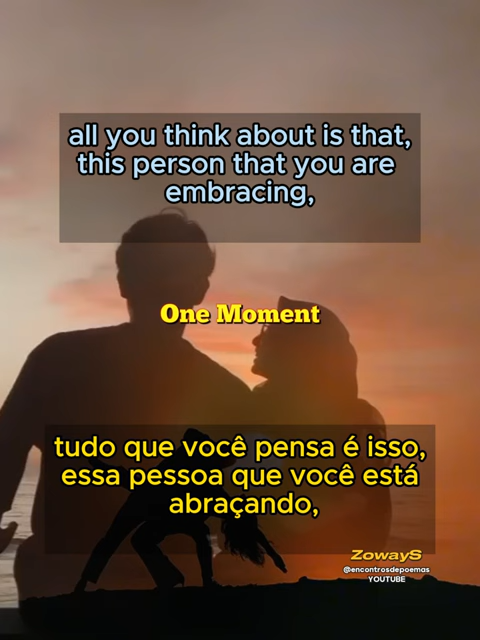 all you think about is that,
this person that you are
embracing,
One Moment
tudo que você pensa é isso,
essa pessoa que você está
abraçando,
ZowayS
@encontrosdepoemas
YOUTUBE